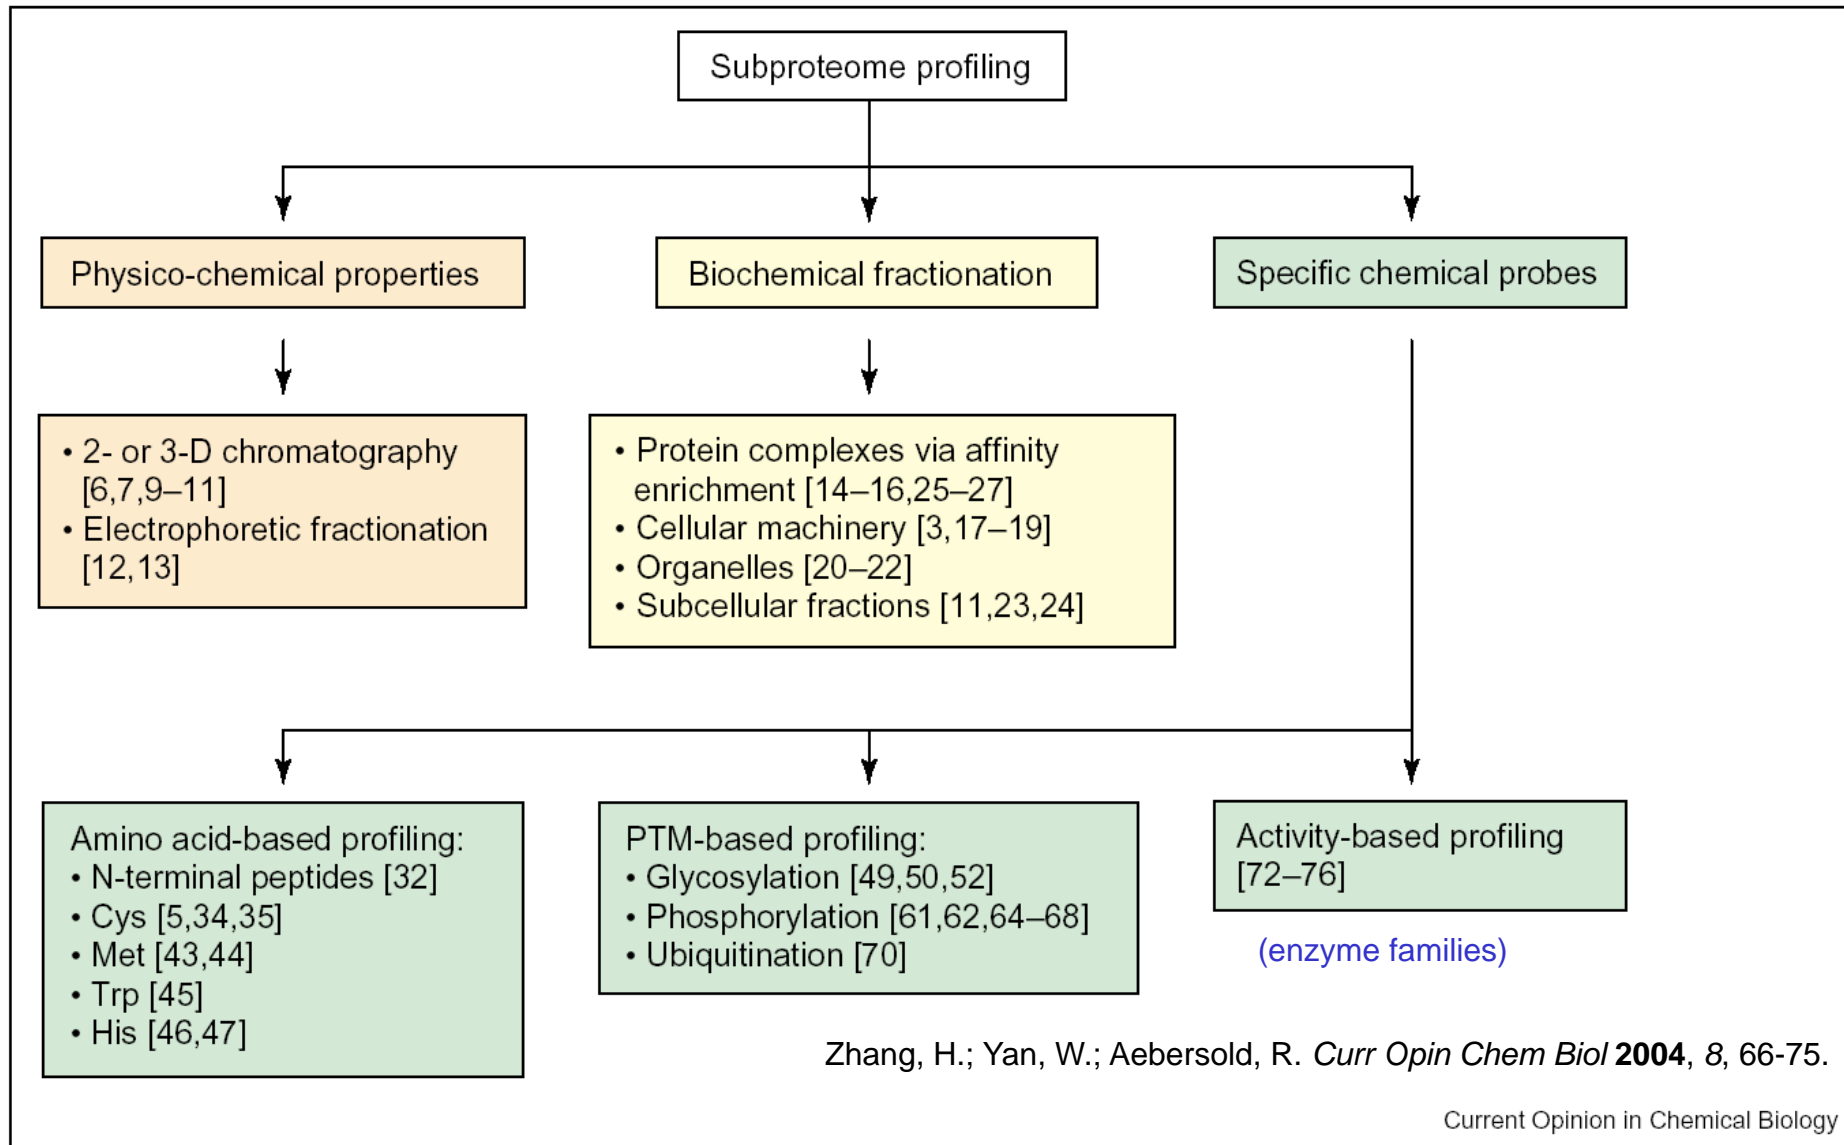 Subproteome profiling
Physico-chemical properties
Biochemical fractionation
Specific chemical probes
• 2- or 3-D chromatography
[6,7,9–11]
• Electrophoretic fractionation
[12,13]
• Protein complexes via affinity
enrichment [14–16,25–27]
• Cellular machinery [3,17–19]
• Organelles [20–22]
• Subcellular fractions [11,23,24]
Amino acid-based profiling:
• N-terminal peptides [32]
• Cys [5,34,35]
• Met [43,44]
• Trp [45]
• His [46,47]
PTM-based profiling:
• Glycosylation [49,50,52]
• Phosphorylation [61,62,64–68]
• Ubiquitination [70]
Activity-based profiling
[72–76]
(enzyme families)
Zhang, H.; Yan, W.; Aebersold, R. Curr Opin Chem Biol 2004, 8, 66-75.
Current Opinion in Chemical Biology